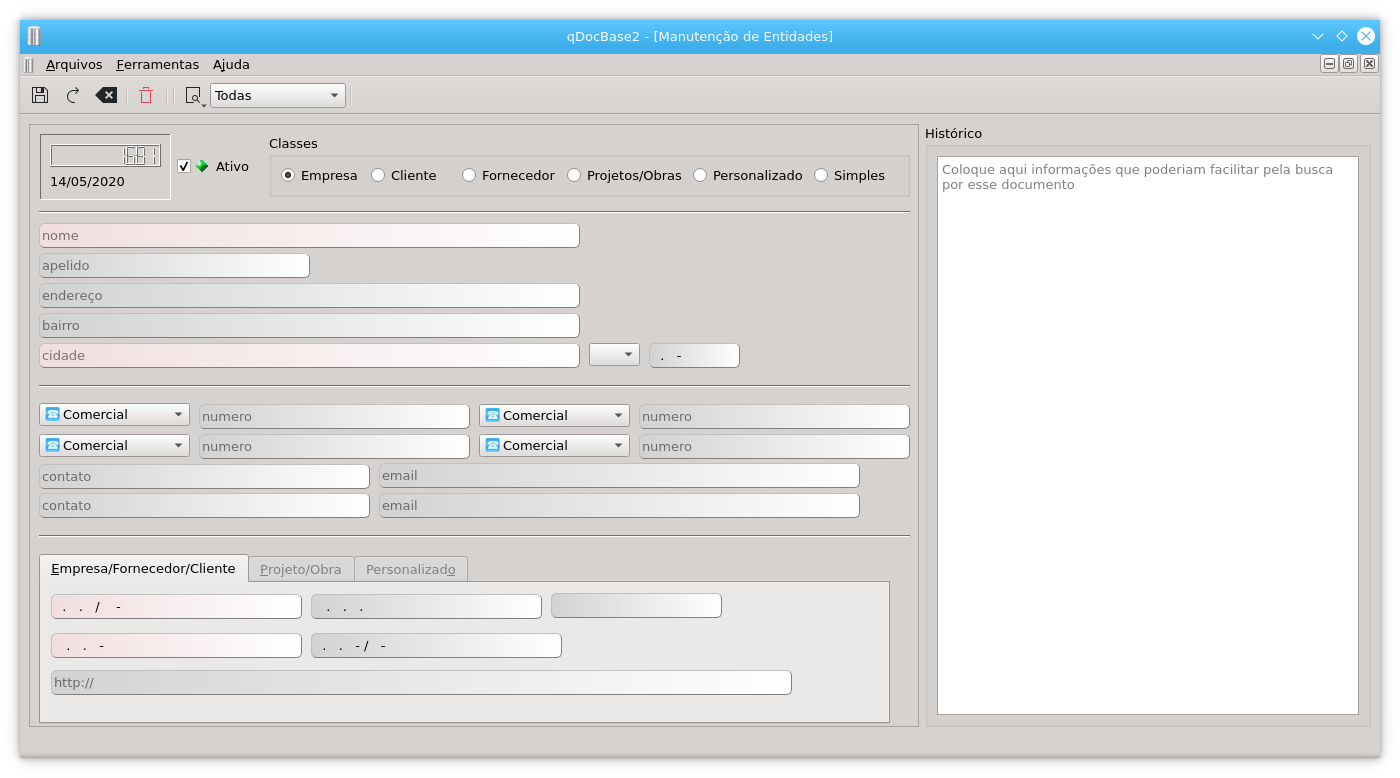 qDocBase2 - [Manutenção de Entidades]
Arquivos Ferramentas Ajuda
Todas
1681
14/05/2020
Ativo
Classes
Empresa Cliente Fornecedor Projetos/Obras Personalizado Simples
nome
apelido
endereço
bairro
cidade . -
Comercial numero Comercial numero
Comercial numero Comercial numero
contato email
contato email
Empresa/Fornecedor/Cliente Projeto/Obra Personalizado
. . / - . . .
. . - . . - / -
http://
Histórico
Coloque aqui informações que poderiam facilitar pela busca
por esse documento